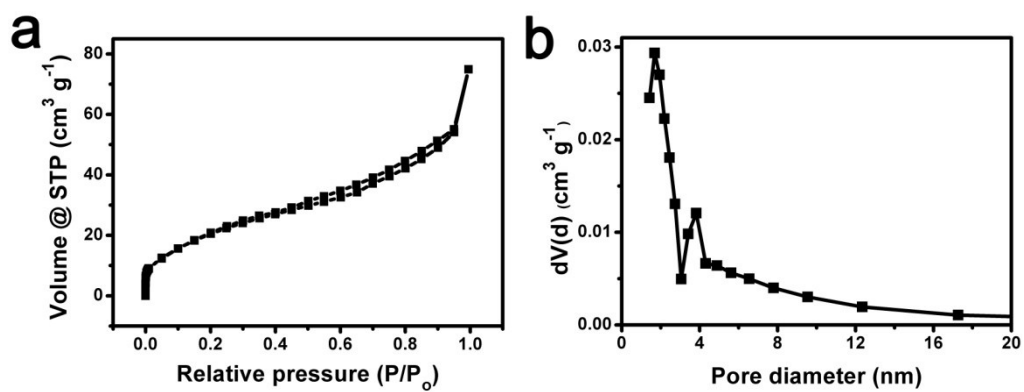 a
Volume @ STP (cm³ g⁻¹)
80
60
40
20
0
0.0 0.2 0.4 0.6 0.8 1.0
Relative pressure (P/Pₒ)
b
dV(d) (cm³ g⁻¹)
0.03
0.02
0.01
0.00
0 4 8 12 16 20
Pore diameter (nm)